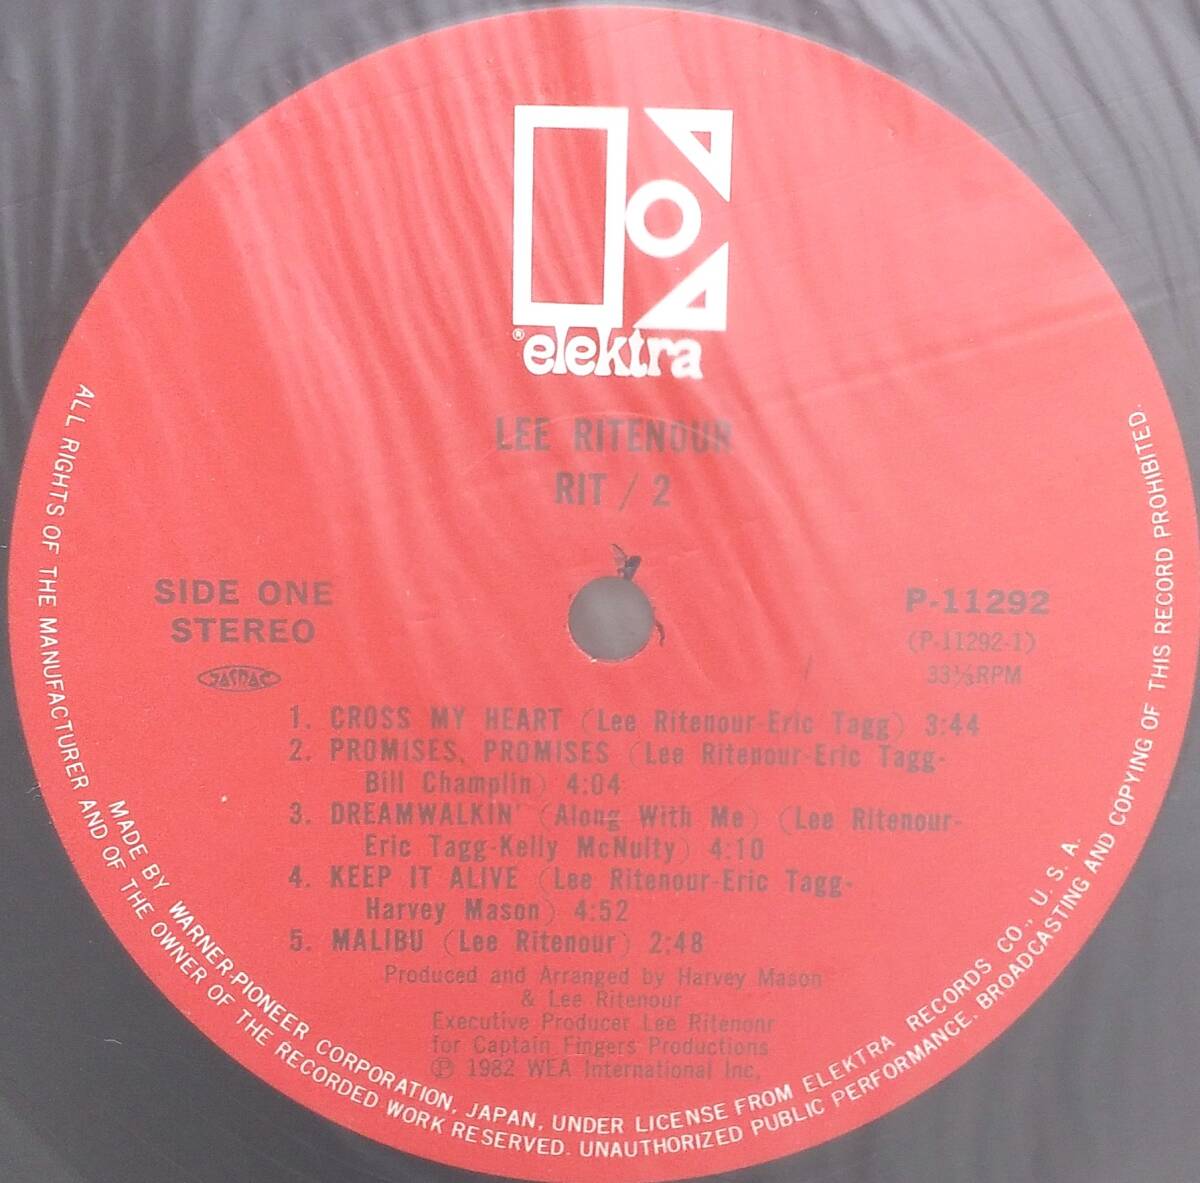 ® elektra
LEE RITENOUR
RIT / 2
SIDE ONE
STEREO
JASRAC
P-11292
(P-11292-1)
33⅓RPM
1. CROSS MY HEART (Lee Ritenour-Eric Tagg) 3:44
2. PROMISES, PROMISES (Lee Ritenour-Eric Tagg-
Bill Champlin) 4:04
3. DREAMWALKIN' (Along With Me) (Lee Ritenour-
Eric Tagg-Kelly McNulty) 4:10
4. KEEP IT ALIVE (Lee Ritenour-Eric Tagg-
Harvey Mason) 4:52
5. MALIBU (Lee Ritenour) 2:48
Produced and Arranged by Harvey Mason
& Lee Ritenour
Executive Producer Lee Ritenonr
for Captain Fingers Productions
Ⓟ 1982 WEA International Inc,
MADE BY WARNER-PIONEER CORPORATION, JAPAN, UNDER LICENSE FROM ELEKTRA RECORDS CO., U. S. A.
ALL RIGHTS OF THE MANUFACTURER AND OF THE OWNER OF THE RECORDED WORK RESERVED. UNAUTHORIZED PUBLIC PERFORMANCE, BROADCASTING AND COPYING OF THIS RECORD PROHIBITED.